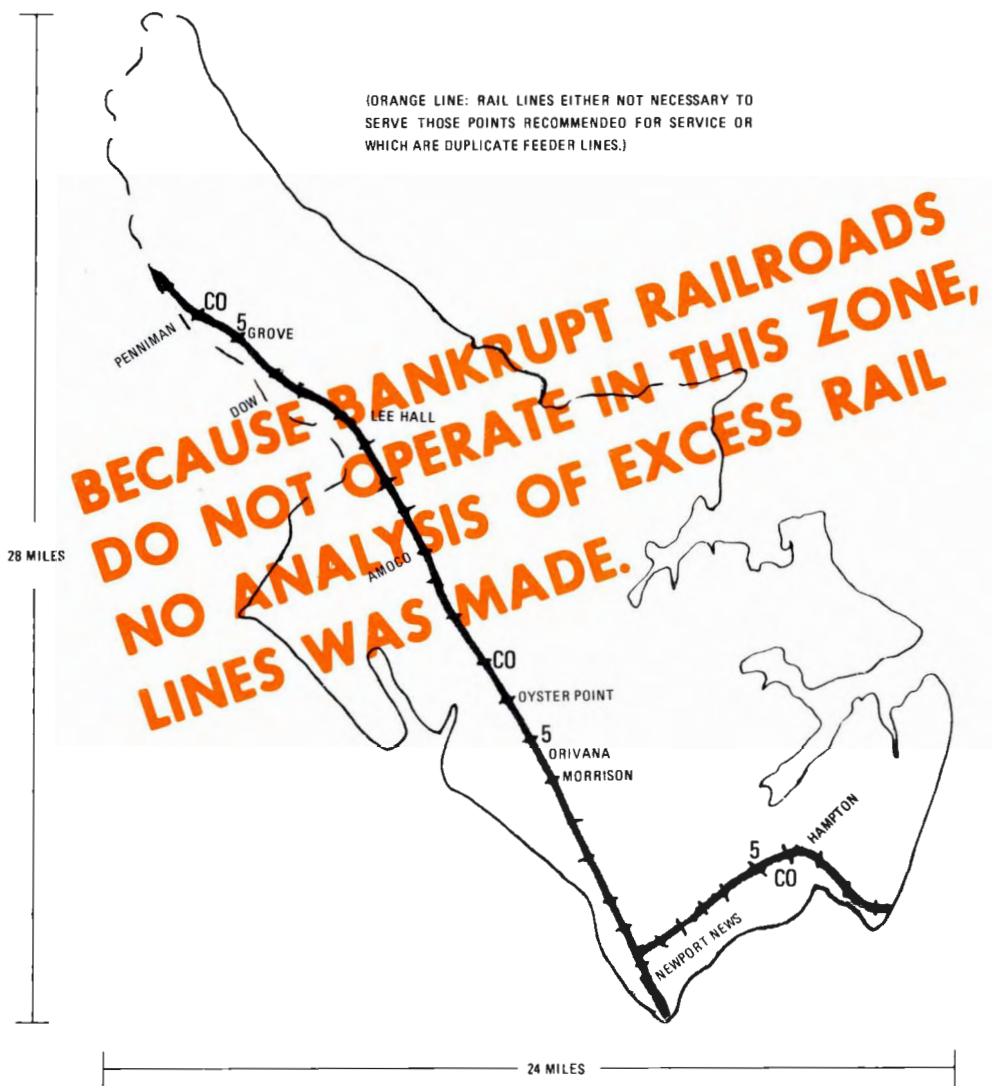 (ORANGE LINE: RAIL LINES EITHER NOT NECESSARY TO
SERVE THOSE POINTS RECOMMENDED FOR SERVICE OR
WHICH ARE DUPLICATE FEEDER LINES.)
BECAUSE BANKRUPT RAILROADS
DO NOT OPERATE IN THIS ZONE,
NO ANALYSIS OF EXCESS RAIL
LINES WAS MADE.
CO
5
GROVE
PENNIMAN
DOW
LEE HALL
28 MILES
AMOCO
CO
OYSTER POINT
5
ORIVANA
MORRISON
HAMPTON
5
CO
NEWPORT NEWS
24 MILES